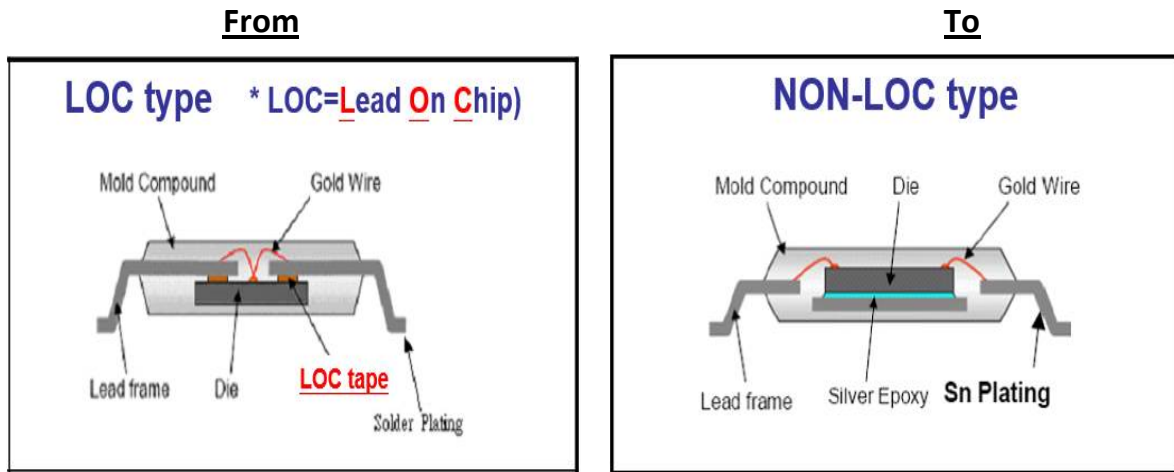 From
To
LOC type * LOC=Lead On Chip)
Mold Compound
Gold Wire
Lead frame
Die
LOC tape
Solder Plating
NON-LOC type
Mold Compound
Die
Gold Wire
Lead frame
Silver Epoxy
Sn Plating